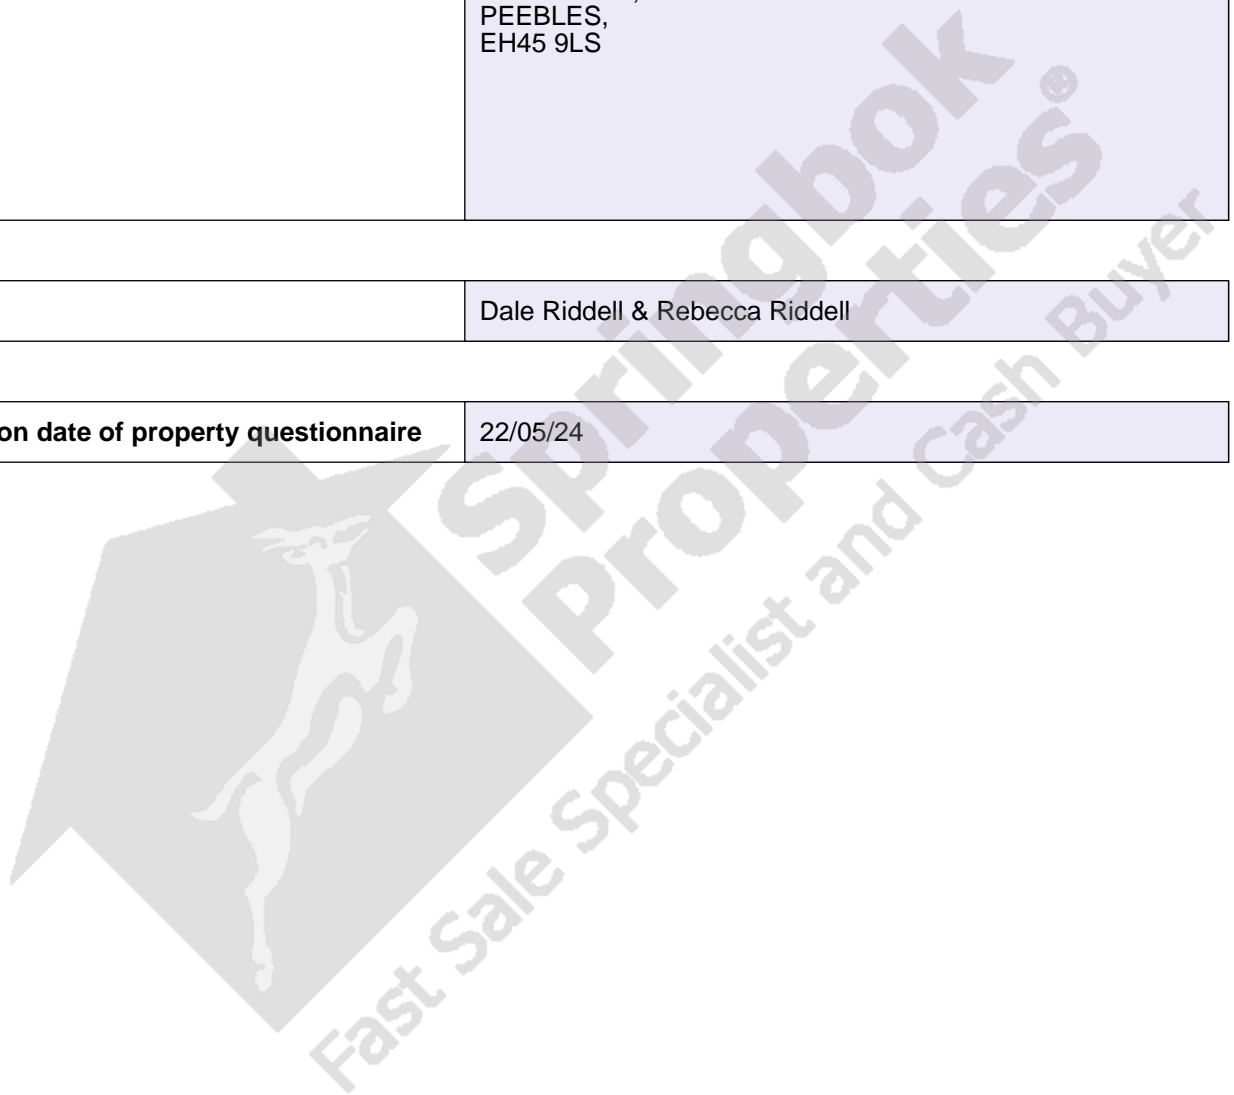 PEEBLES,
EH45 9LS
Dale Riddell & Rebecca Riddell
on date of property questionnaire
22/05/24
Springbok
Properties®
Fast Sale Specialist and Cash Buyer